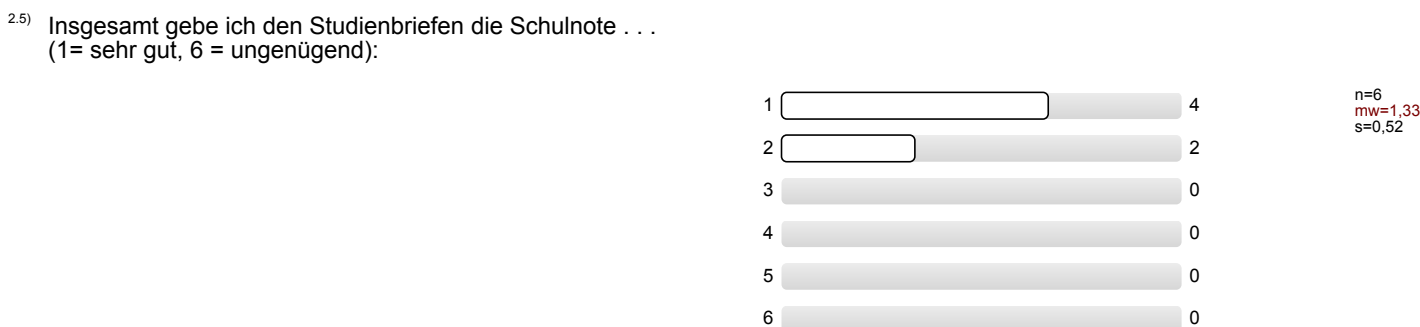 2.5) Insgesamt gebe ich den Studienbriefen die Schulnote . . .
(1= sehr gut, 6 = ungenügend):
1 4
n=6
mw=1,33
s=0,52
2 2
3 0
4 0
5 0
6 0